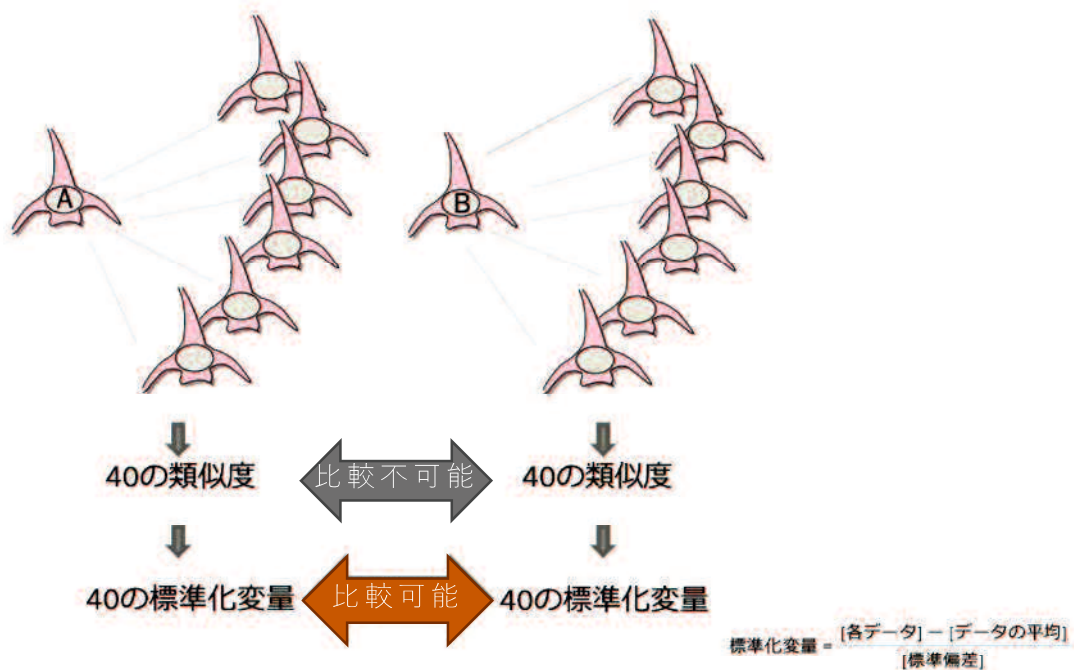 A
B
40の類似度
比較不可能
40の類似度
40の標準化変量
比較可能
40の標準化変量
標準化変量 = [各データ] − [データの平均]
[標準偏差]